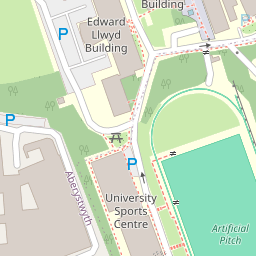 Building
Edward
Llwyd
Building
P
P
P
Aberystwyth
University
Sports
Centre
Artificial
Pitch